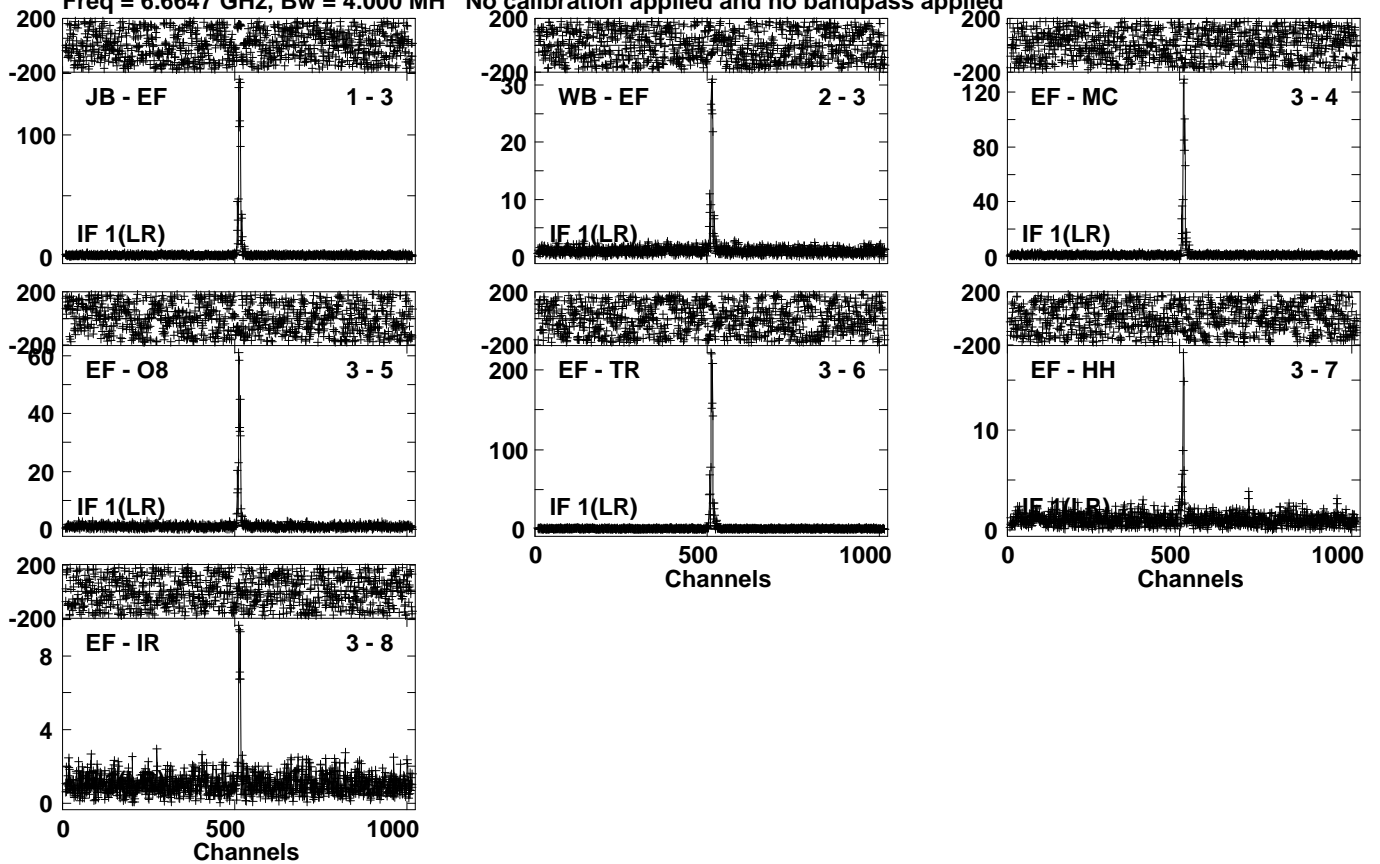 Freq = 6.6647 GHz, Bw = 4.000 MH No calibration applied and no bandpass applied
200
-200
JB - EF 1 - 3
100
IF 1(LR)
0
200
-200
30
WB - EF 2 - 3
20
10
IF 1(LR)
0
200
-200
120
EF - MC 3 - 4
80
40
IF 1(LR)
0
200
-200
60
EF - O8 3 - 5
40
20
IF 1(LR)
0
200
-200
200
EF - TR 3 - 6
100
IF 1(LR)
0
0 500 1000
Channels
200
-200
EF - HH 3 - 7
10
IF 1(LR)
0
0 500 1000
Channels
200
-200
8
EF - IR 3 - 8
4
0
0 500 1000
Channels